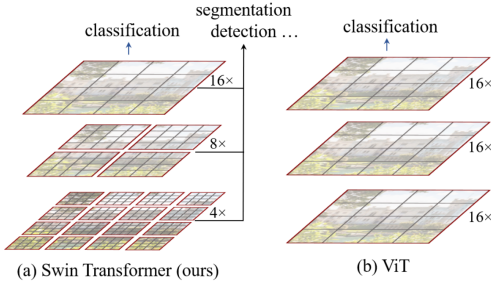 classification
segmentation
detection ...
16×
8×
4×
(a) Swin Transformer (ours)
classification
16×
16×
16×
(b) ViT